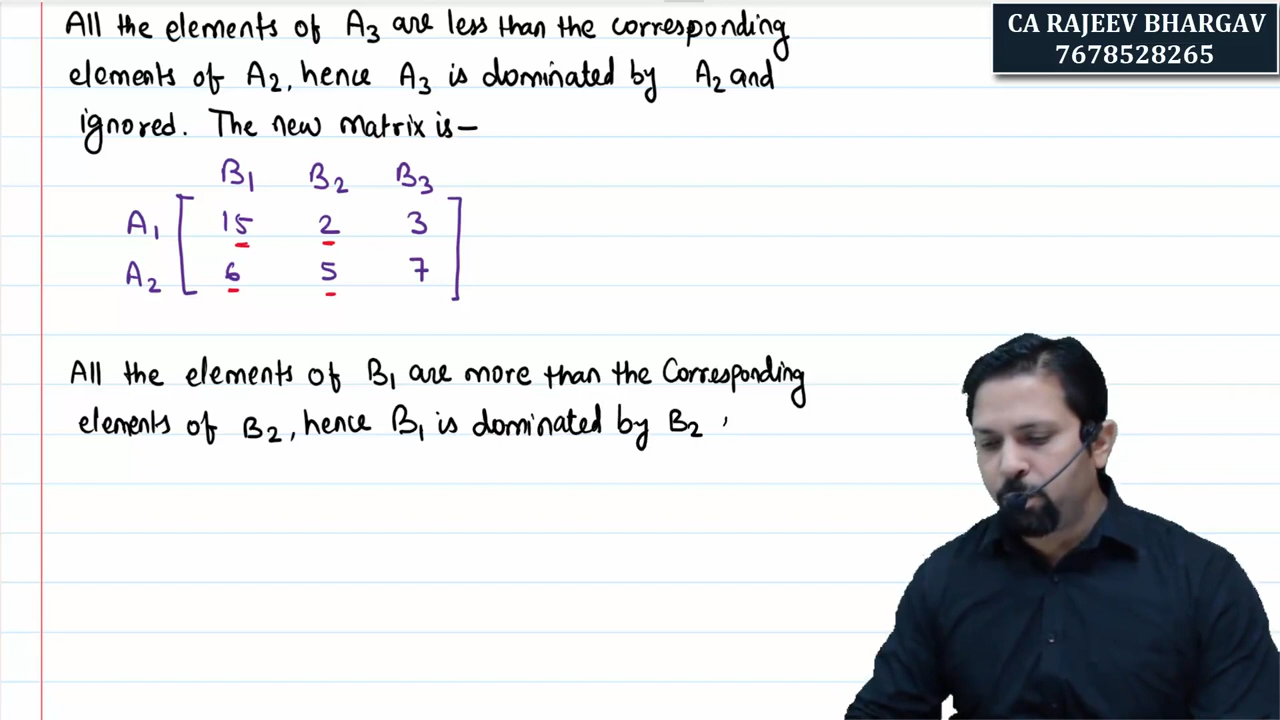 All the elements of A3 are less than the corresponding
elements of A2, hence A3 is dominated by A2 and
ignored. The new matrix is-
B1 B2 B3
A1 15 2 3
A2 6 5 7
All the elements of B1 are more than the Corresponding
elements of B2, hence B1 is dominated by B2
CA RAJEEV BHARGAV
7678528265